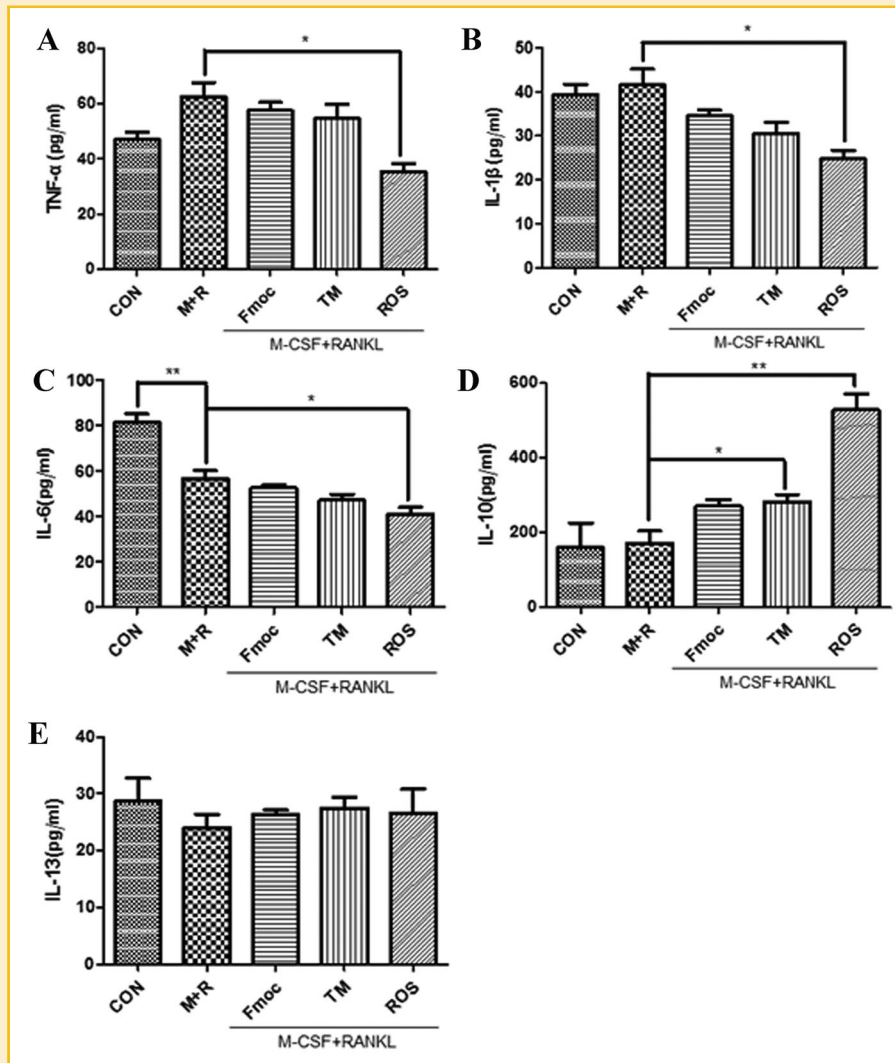 A
TNF-α (pg/ml)
80
60
40
20
0
*
CON
M+R
Fmoc
TM
ROS
M-CSF+RANKL
B
IL-1β (pg/ml)
50
40
30
20
10
0
*
CON
M+R
Fmoc
TM
ROS
M-CSF+RANKL
C
IL-6(pg/ml)
100
80
60
40
20
0
**
*
CON
M+R
Fmoc
TM
ROS
M-CSF+RANKL
D
IL-10(pg/ml)
600
400
200
0
**
*
CON
M+R
Fmoc
TM
ROS
M-CSF+RANKL
E
IL-13(pg/ml)
40
30
20
10
0
CON
M+R
Fmoc
TM
ROS
M-CSF+RANKL